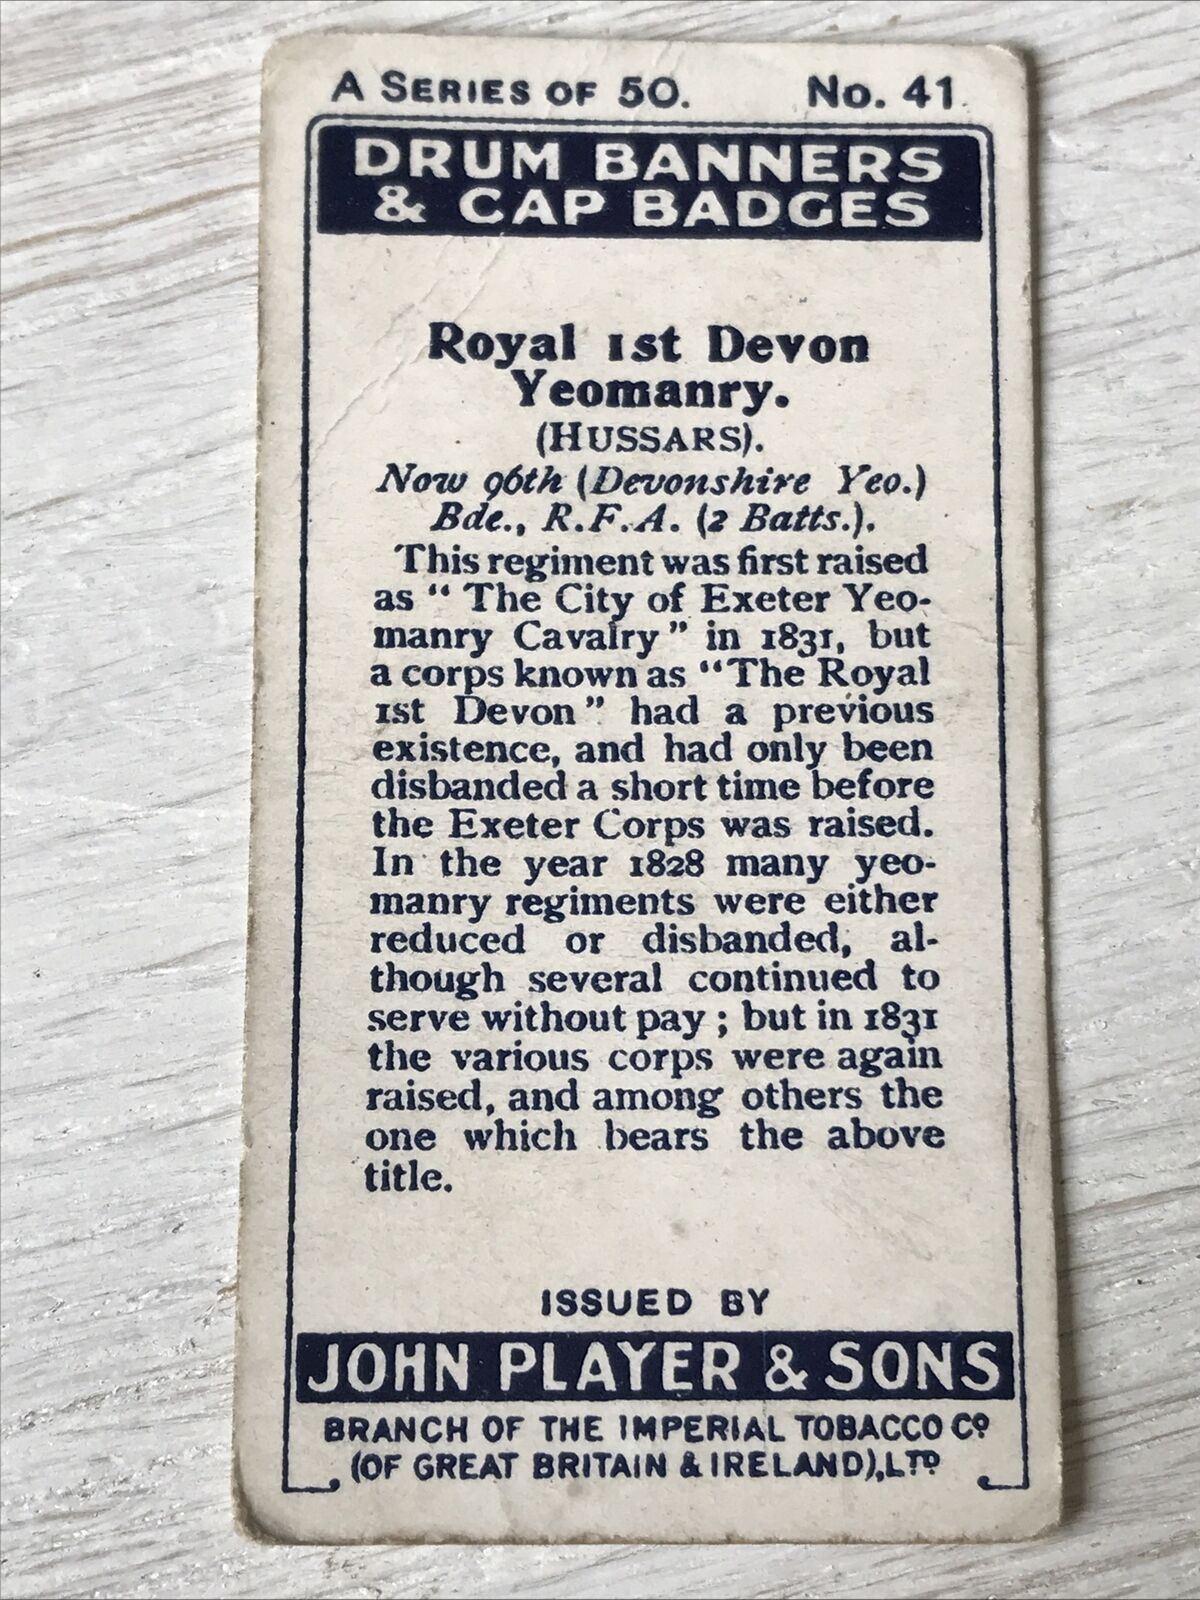 A SERIES OF 50. No. 41
DRUM BANNERS
& CAP BADGES
Royal 1st Devon
Yeomanry.
(HUSSARS).
Now 96th (Devonshire Yeo.)
Bde., R.F.A. (2 Batts.).
This regiment was first raised
as "The City of Exeter Yeo-
manry Cavalry" in 1831, but
a corps known as "The Royal
1st Devon" had a previous
existence, and had only been
disbanded a short time before
the Exeter Corps was raised.
In the year 1828 many yeo-
manry regiments were either
reduced or disbanded, al-
though several continued to
serve without pay; but in 1831
the various corps were again
raised, and among others the
one which bears the above
title.
ISSUED BY
JOHN PLAYER & SONS
BRANCH OF THE IMPERIAL TOBACCO Co.
(OF GREAT BRITAIN & IRELAND), LTD.